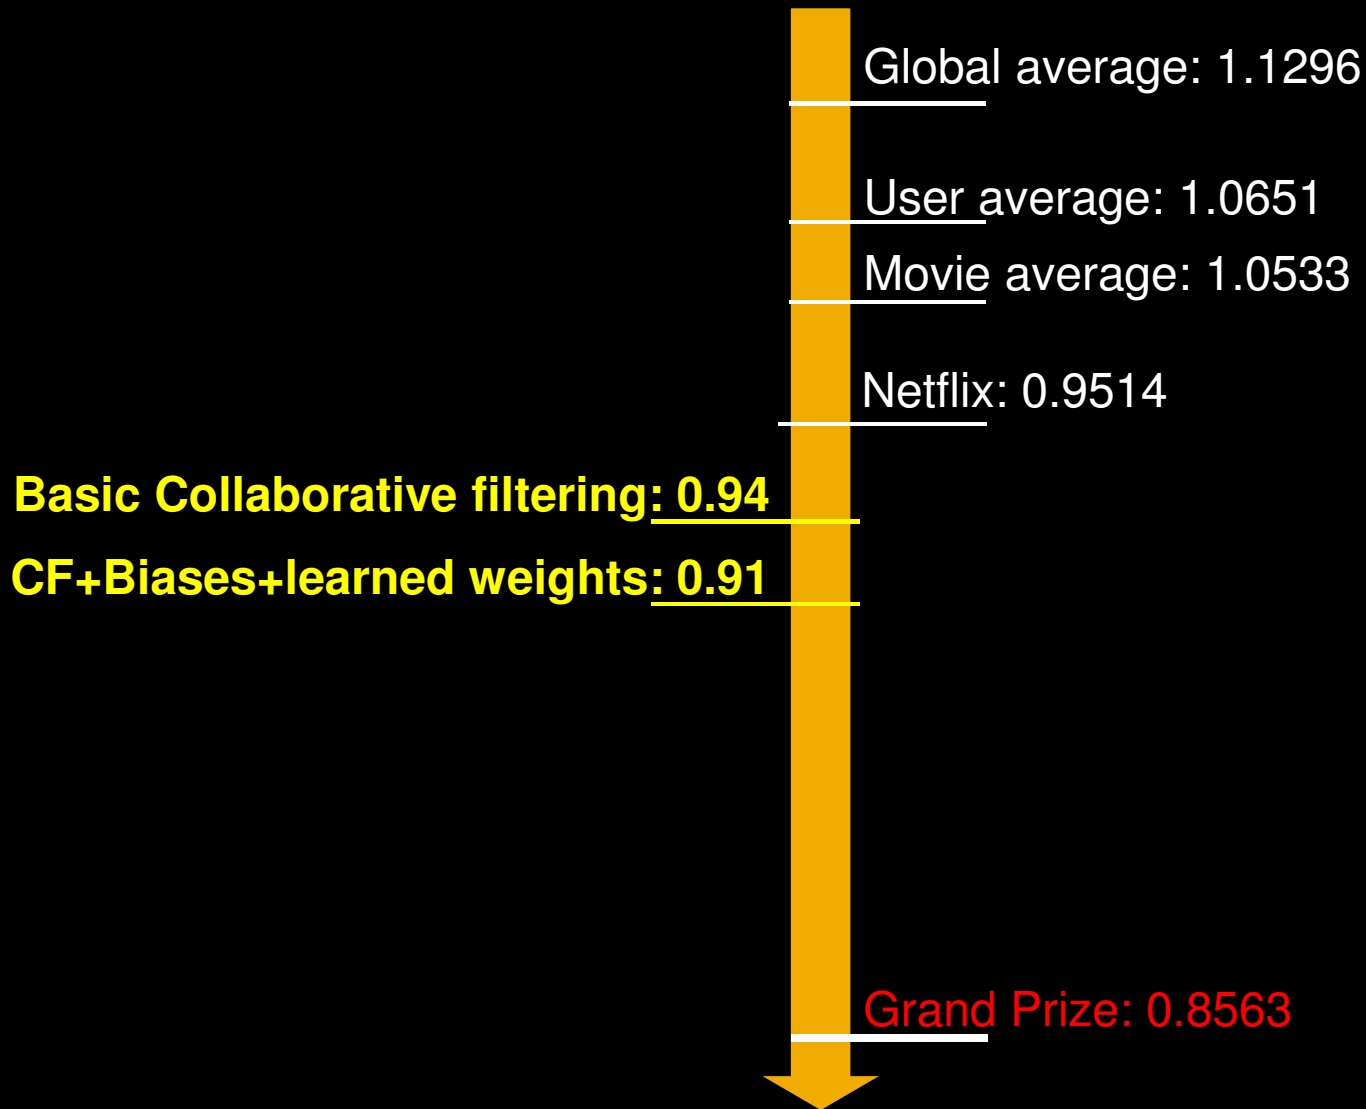 Global average: 1.1296
User average: 1.0651
Movie average: 1.0533
Netflix: 0.9514
Basic Collaborative filtering: 0.94
CF+Biases+learned weights: 0.91
Grand Prize: 0.8563